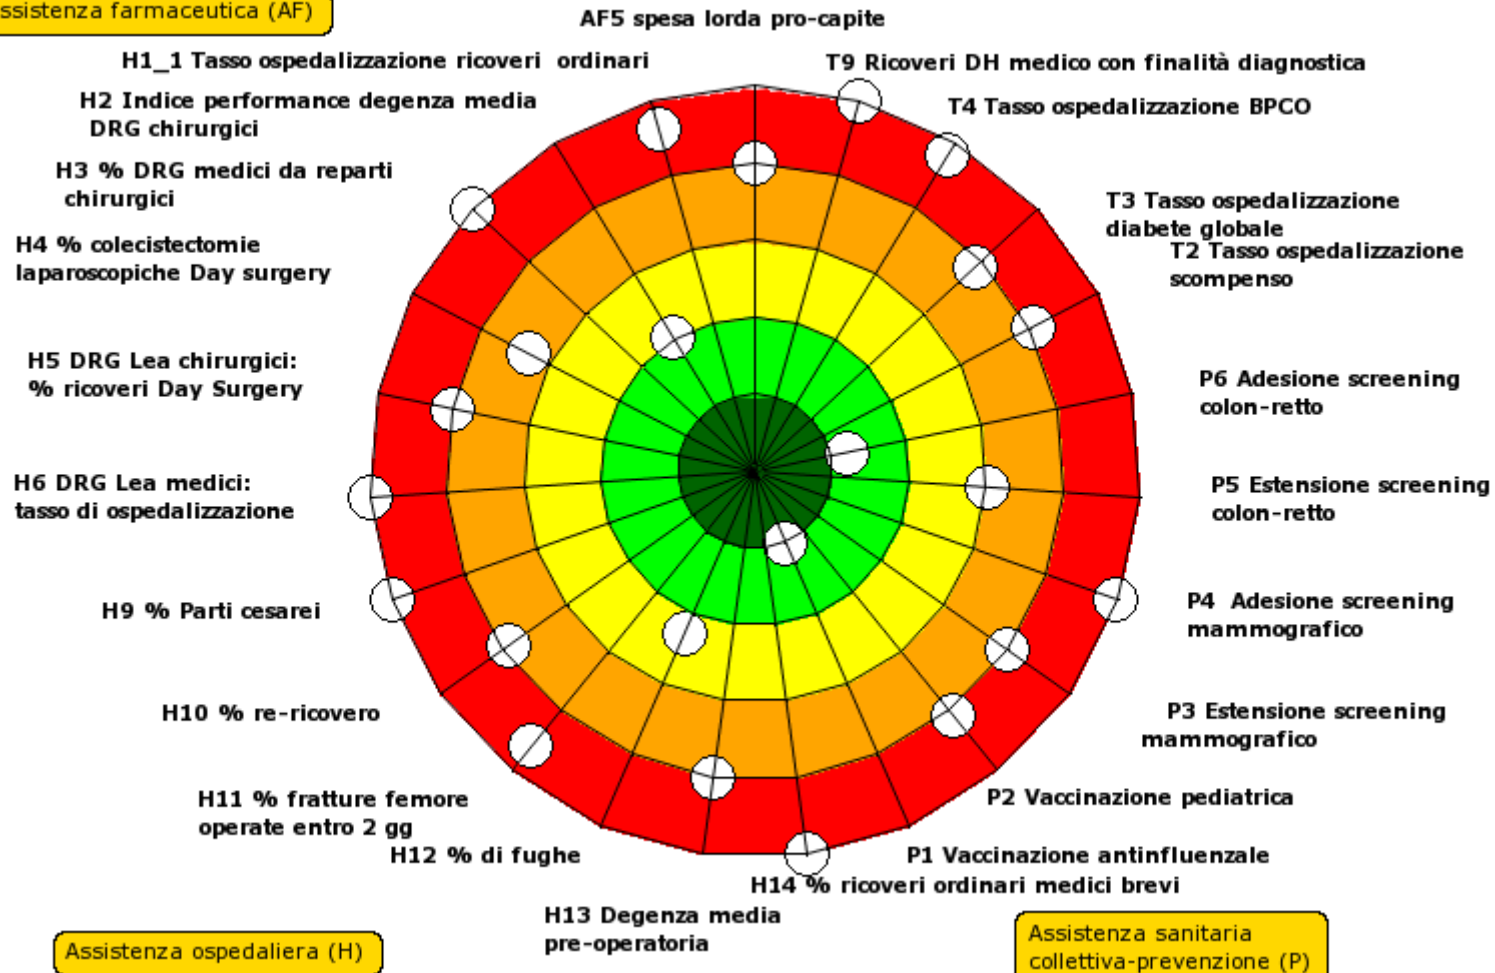 ssistenza farmaceutica (AF)
AF5 spesa lorda pro-capite
H1_1 Tasso ospedalizzazione ricoveri ordinari
T9 Ricoveri DH medico con finalità diagnostica
H2 Indice performance degenza media
DRG chirurgici
T4 Tasso ospedalizzazione BPCO
H3 % DRG medici da reparti
chirurgici
T3 Tasso ospedalizzazione
diabete globale
H4 % colecistectomie
laparoscopiche Day surgery
T2 Tasso ospedalizzazione
scompenso
H5 DRG Lea chirurgici:
% ricoveri Day Surgery
P6 Adesione screening
colon-retto
H6 DRG Lea medici:
tasso di ospedalizzazione
P5 Estensione screening
colon-retto
H9 % Parti cesarei
P4 Adesione screening
mammografico
H10 % re-ricovero
P3 Estensione screening
mammografico
H11 % fratture femore
operate entro 2 gg
P2 Vaccinazione pediatrica
H12 % di fughe
P1 Vaccinazione antinfluenzale
H14 % ricoveri ordinari medici brevi
H13 Degenza media
pre-operatoria
Assistenza ospedaliera (H)
Assistenza sanitaria
collettiva-prevenzione (P)